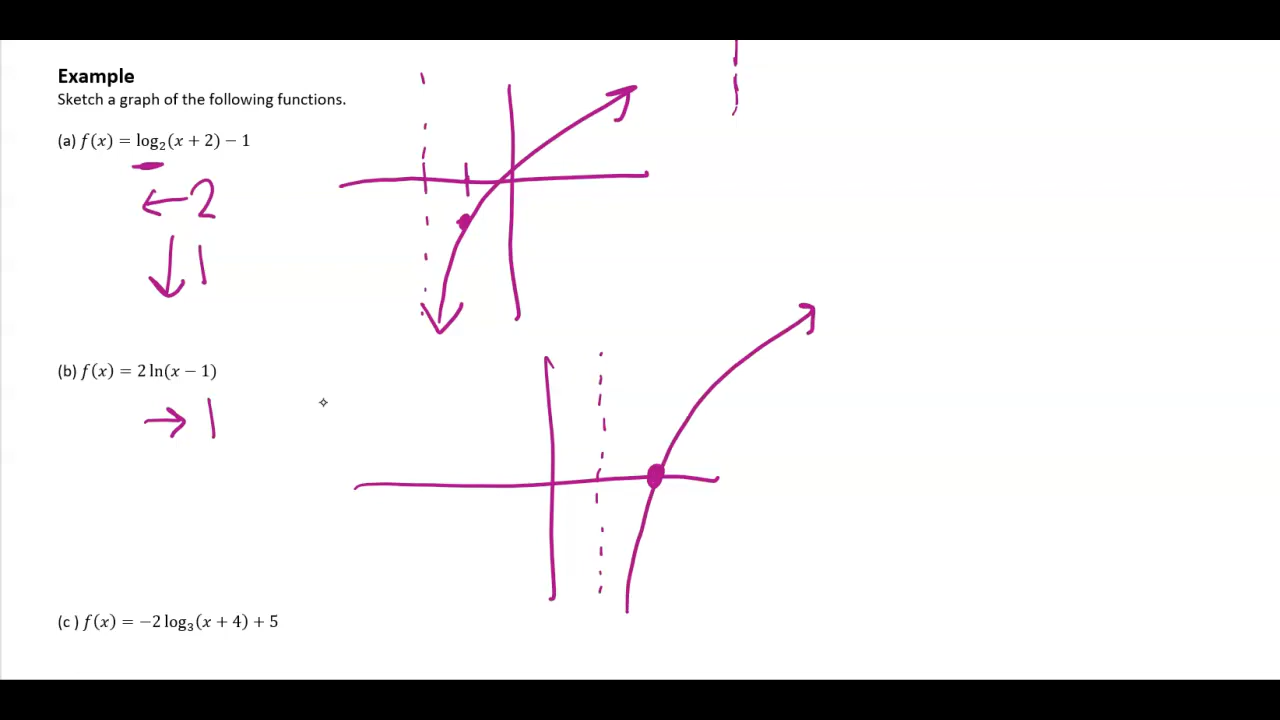 Example
Sketch a graph of the following functions.
(a) f(x) = log₂(x + 2) − 1
← 2
↓ 1
(b) f(x) = 2 ln(x − 1)
→ 1
(c ) f(x) = −2 log₃(x + 4) + 5